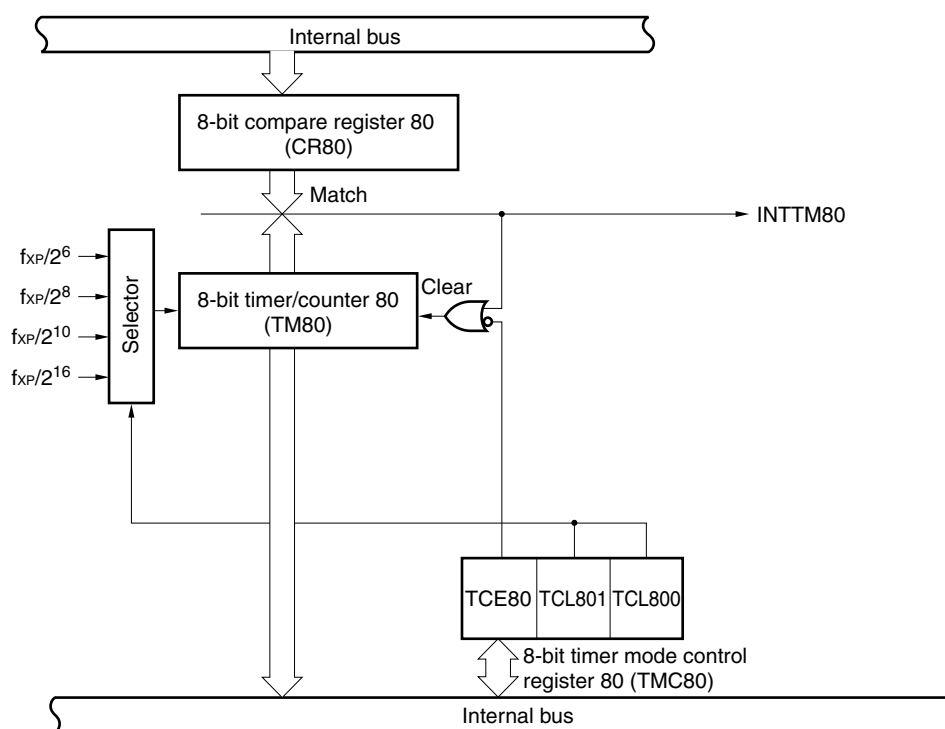 Internal bus
8-bit compare register 80
(CR80)
Match
INTTM80
fXP/2^6
fXP/2^8
fXP/2^10
fXP/2^16
Selector
8-bit timer/counter 80
(TM80)
Clear
TCE80
TCL801
TCL800
8-bit timer mode control
register 80 (TMC80)
Internal bus